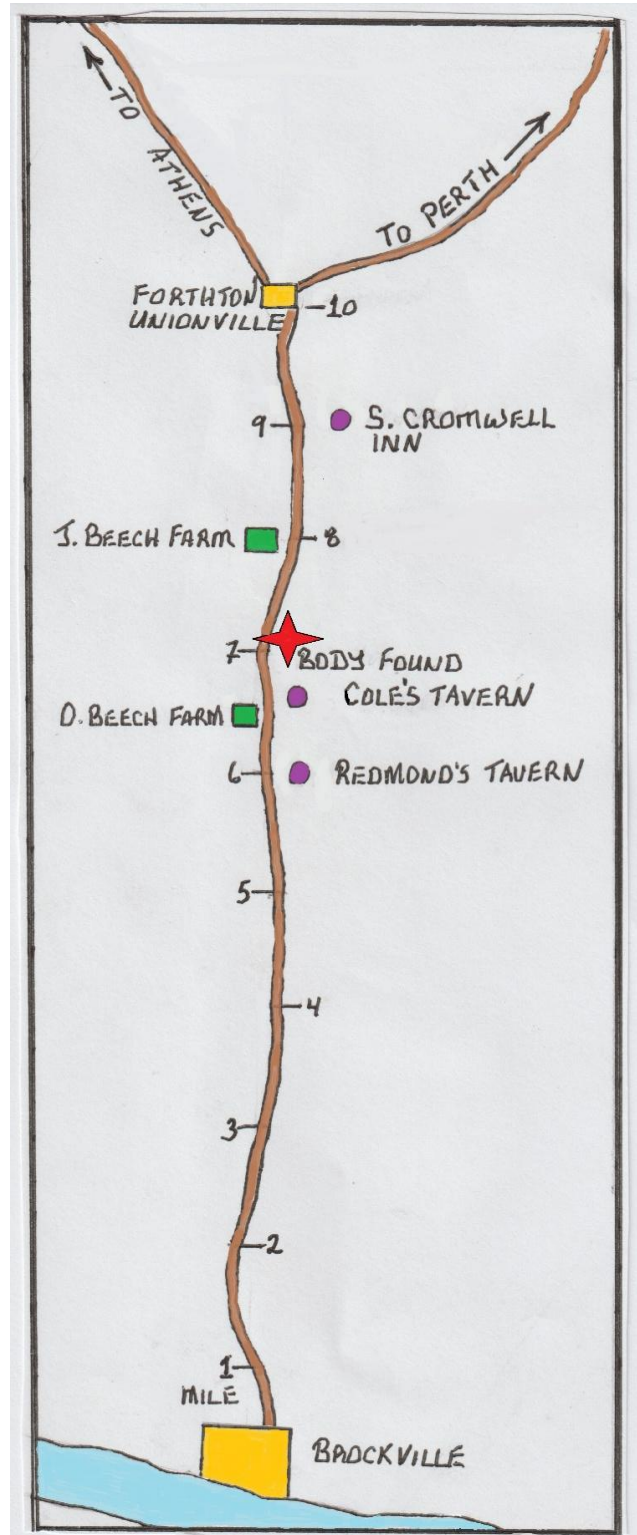 TO ATHENS
TO PERTH
FORTHTON
UNIONVILLE
10
9
S. CROMWELL
INN
J. BEECH FARM
8
7
BODY FOUND
COLE'S TAVERN
D. BEECH FARM
6
REDMOND'S TAVERN
5
4
3
2
1
MILE
BROCKVILLE